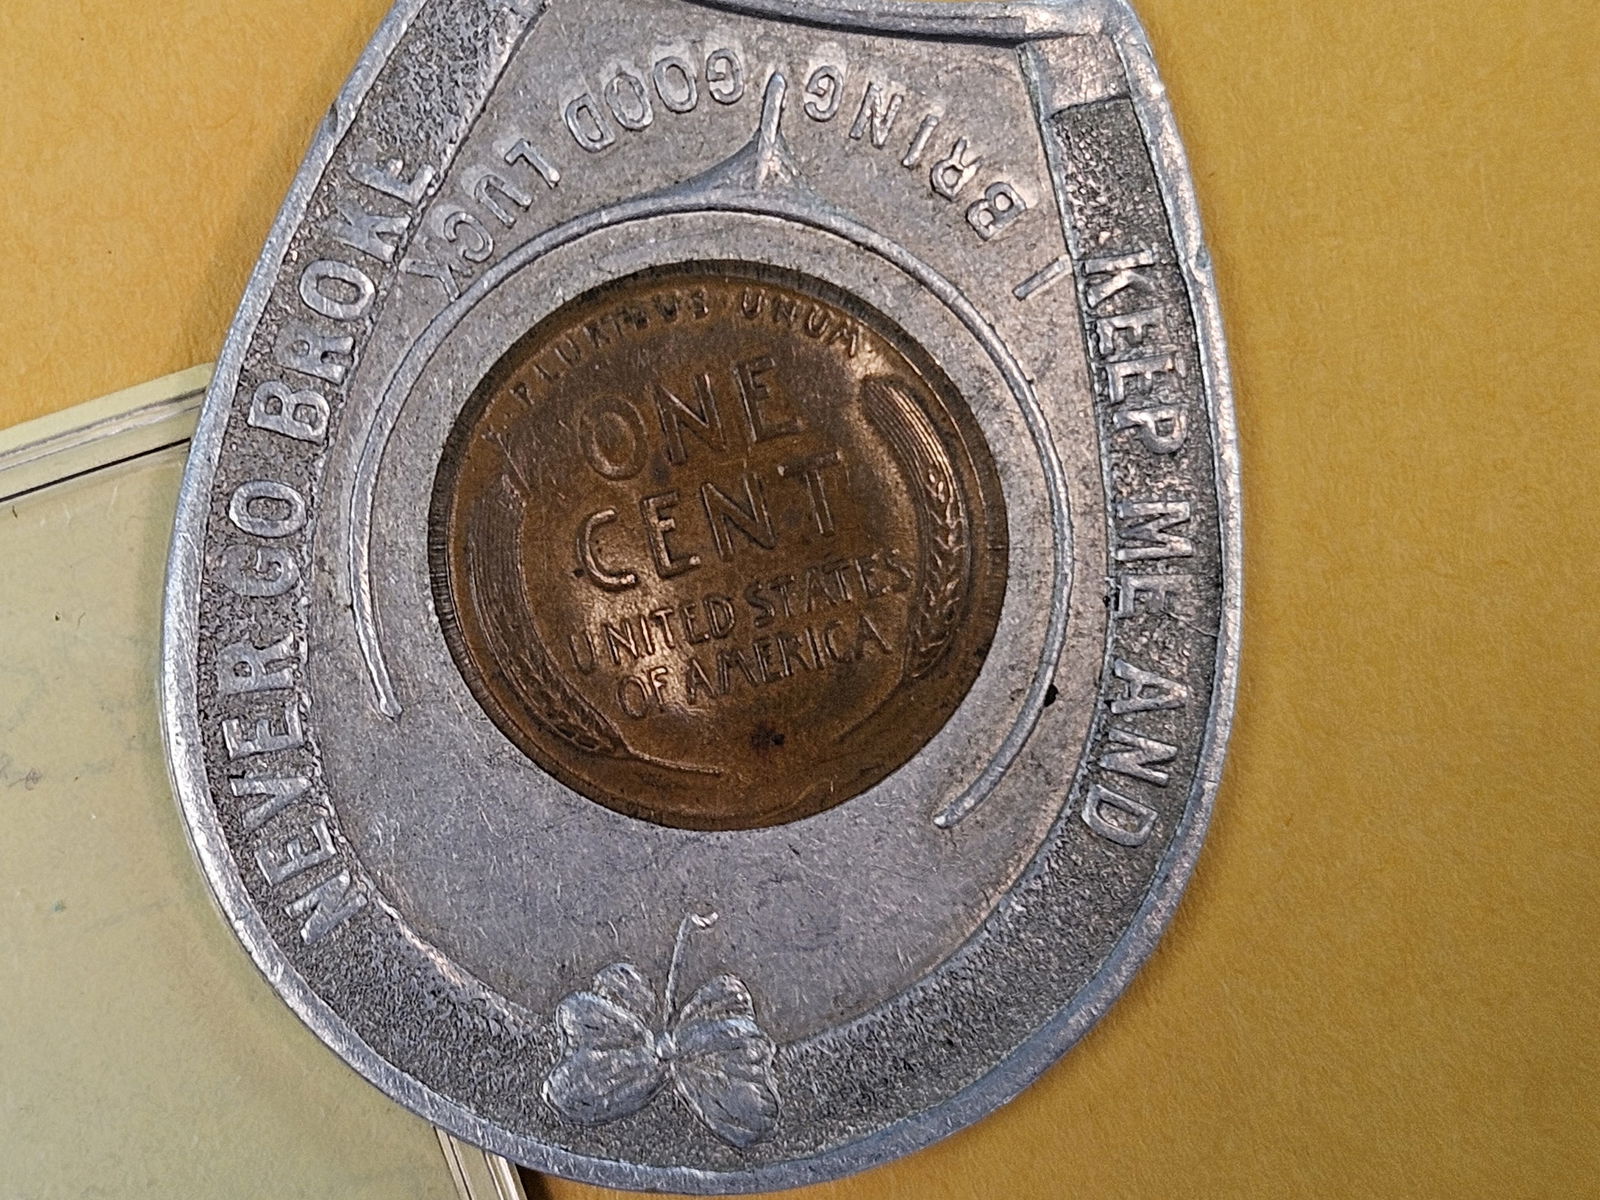 I BRING GOOD LUCK
KEEP ME AND
NEVER GO BROKE
PLURIBUS · UNUM
ONE
CENT
UNITED STATES
OF AMERICA